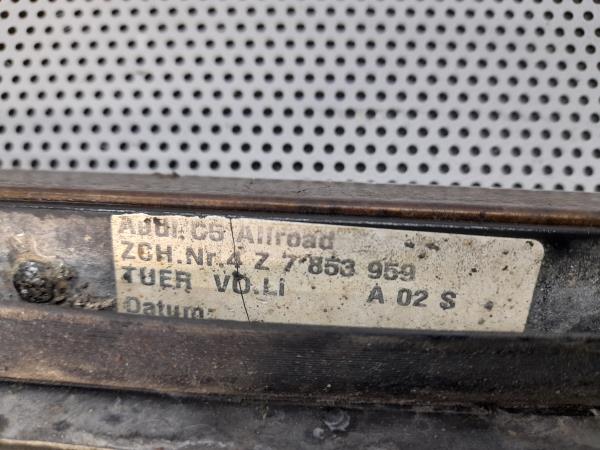 Audi C5 Allroad
ZCH.Nr.4 Z 7 853 959
TUER VO.Li A 02 S
Datum: